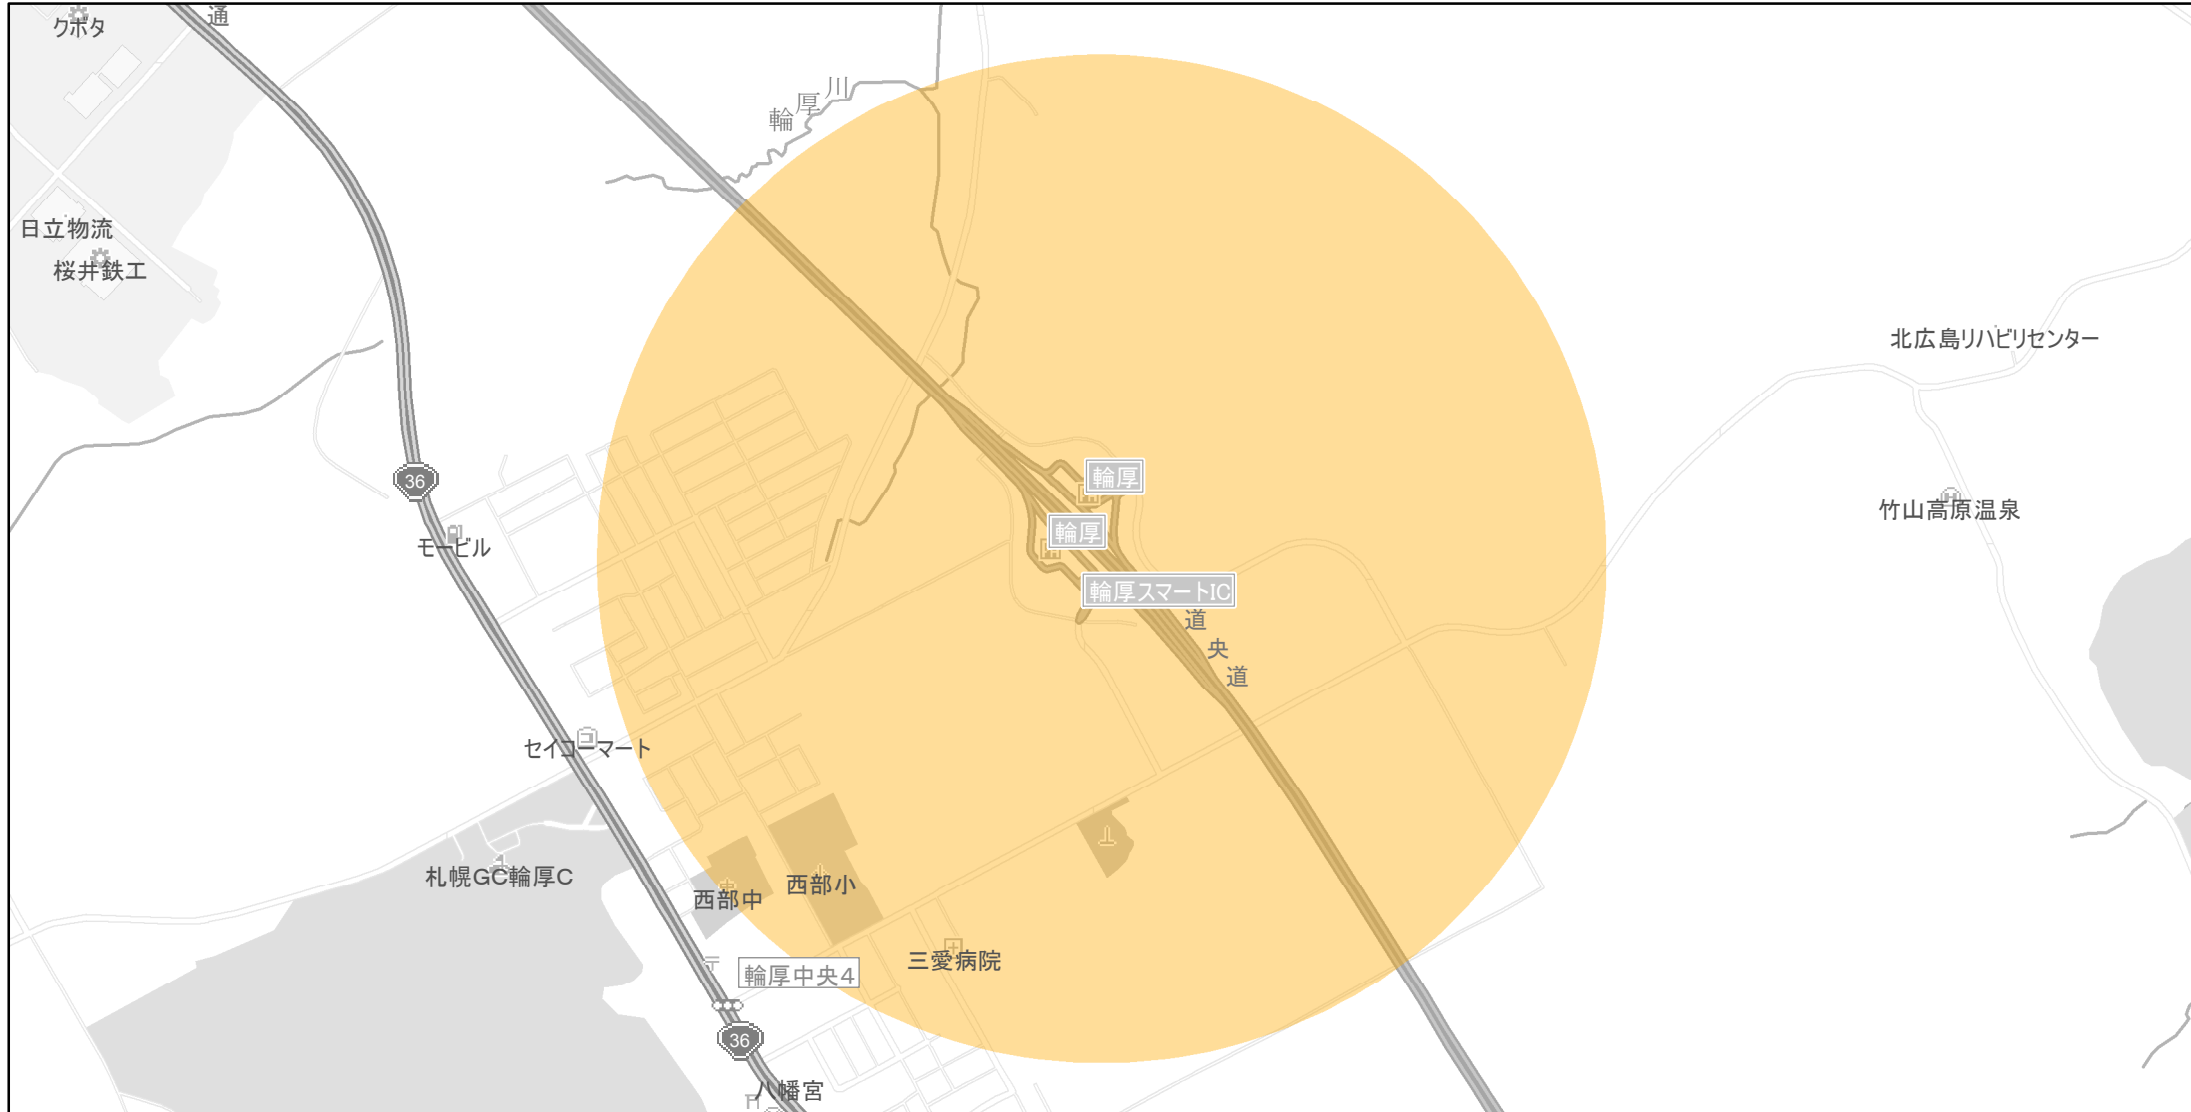 クボタ
通
輪厚川
日立物流
桜井鉄工
北広島リハビリセンター
36
輪厚
竹山高原温泉
輪厚
モービル
輪厚スマートIC
道央道
セイコーマート
札幌GC輪厚C
西部中
西部小
三愛病院
輪厚中央4
36
八幡宮